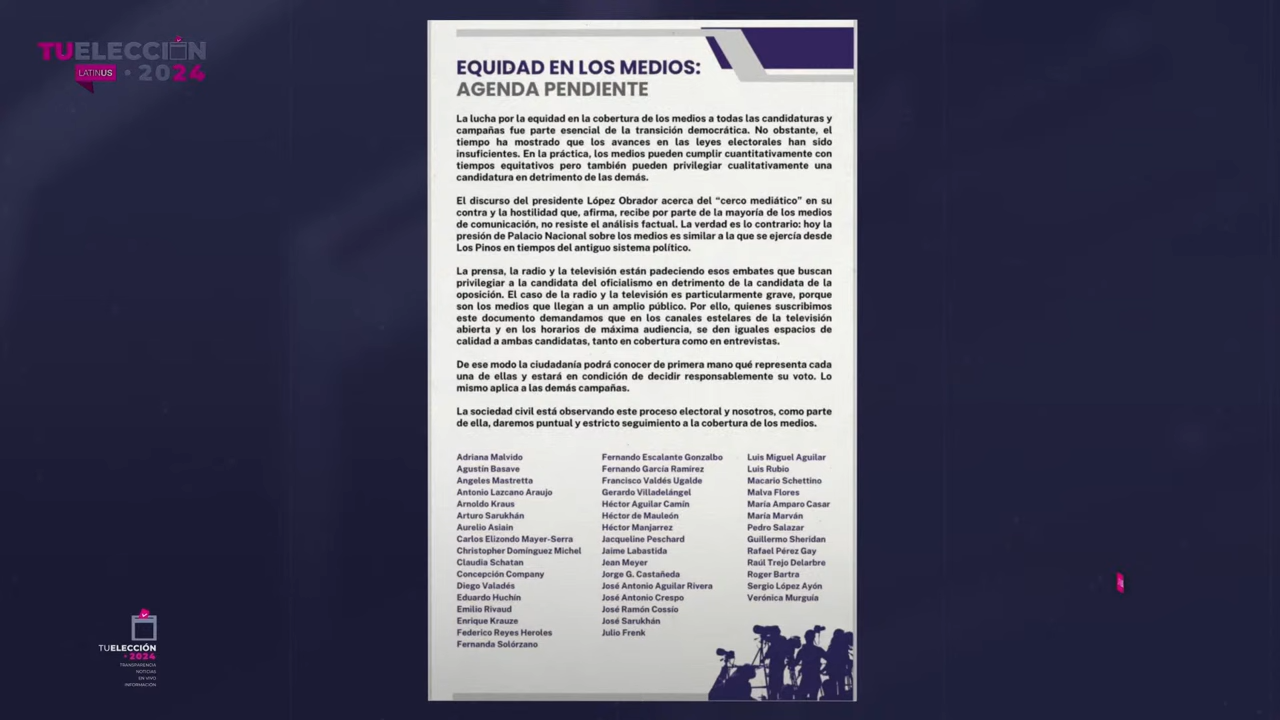 TUELECCIÓN
LATINUS • 2024
EQUIDAD EN LOS MEDIOS:
AGENDA PENDIENTE
La lucha por la equidad en la cobertura de los medios a todas las candidaturas y
campañas fue parte esencial de la transición democrática. No obstante, el
tiempo ha mostrado que los avances en las leyes electorales han sido
insuficientes. En la práctica, los medios pueden cumplir cuantitativamente con
tiempos equitativos pero también pueden privilegiar cualitativamente una
candidatura en detrimento de las demás.
El discurso del presidente López Obrador acerca del “cerco mediático” en su
contra y la hostilidad que, afirma, recibe por parte de la mayoría de los medios
de comunicación, no resiste el análisis factual. La verdad es lo contrario: hoy la
presión de Palacio Nacional sobre los medios es similar a la que se ejercía desde
Los Pinos en tiempos del antiguo sistema político.
La prensa, la radio y la televisión están padeciendo esos embates que buscan
privilegiar a la candidata del oficialismo en detrimento de la candidata de la
oposición. El caso de la radio y la televisión es particularmente grave, porque
son los medios que llegan a un amplio público. Por ello, quienes suscribimos
este documento demandamos que en los canales estelares de la televisión
abierta y en los horarios de máxima audiencia, se den iguales espacios de
calidad a ambas candidatas, tanto en cobertura como en entrevistas.
De ese modo la ciudadanía podrá conocer de primera mano qué representa cada
una de ellas y estará en condición de decidir responsablemente su voto. Lo
mismo aplica a las demás campañas.
La sociedad civil está observando este proceso electoral y nosotros, como parte
de ella, daremos puntual y estricto seguimiento a la cobertura de los medios.
Adriana Malvido
Agustín Basave
Angeles Mastretta
Antonio Lazcano Araujo
Arnoldo Kraus
Arturo Sarukhán
Aurelio Asiain
Carlos Elizondo Mayer-Serra
Christopher Domínguez Michel
Claudia Schatan
Concepción Company
Diego Valadés
Eduardo Huchín
Emilio Rivaud
Enrique Krauze
Federico Reyes Heroles
Fernanda Solórzano
Fernando Escalante Gonzalbo
Fernando García Ramírez
Francisco Valdés Ugalde
Gerardo Villadelángel
Héctor Aguilar Camín
Héctor de Mauleón
Héctor Manjarrez
Jacqueline Peschard
Jaime Labastida
Jean Meyer
Jorge G. Castañeda
José Antonio Aguilar Rivera
José Antonio Crespo
José Ramón Cossío
José Sarukhán
Julio Frenk
Luis Miguel Aguilar
Luis Rubio
Macario Schettino
Malva Flores
María Amparo Casar
María Marván
Pedro Salazar
Guillermo Sheridan
Rafael Pérez Gay
Raúl Trejo Delarbre
Roger Bartra
Sergio López Ayón
Verónica Murguía
TUELECCIÓN
• 2024
TRANSPARENCIA
NOTICIAS
EN VIVO
INFORMACIÓN